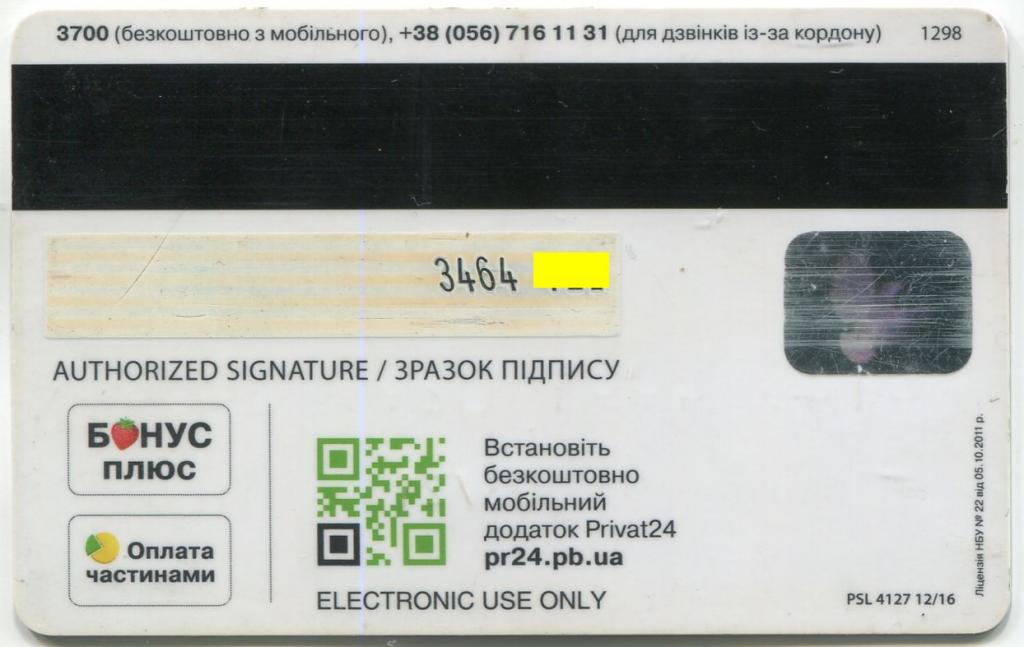 3700 (безкоштовно з мобільного), +38 (056) 716 11 31 (для дзвінків із-за кордону) 1298
3464
AUTHORIZED SIGNATURE / ЗРАЗОК ПІДПИСУ
БОНУС
ПЛЮС
Оплата
частинами
Встановіть
безкоштовно
мобільний
додаток Privat24
pr24.pb.ua
ELECTRONIC USE ONLY
PSL 4127 12/16
Ліцензія НБУ № 22 від 05.10.2011 р.